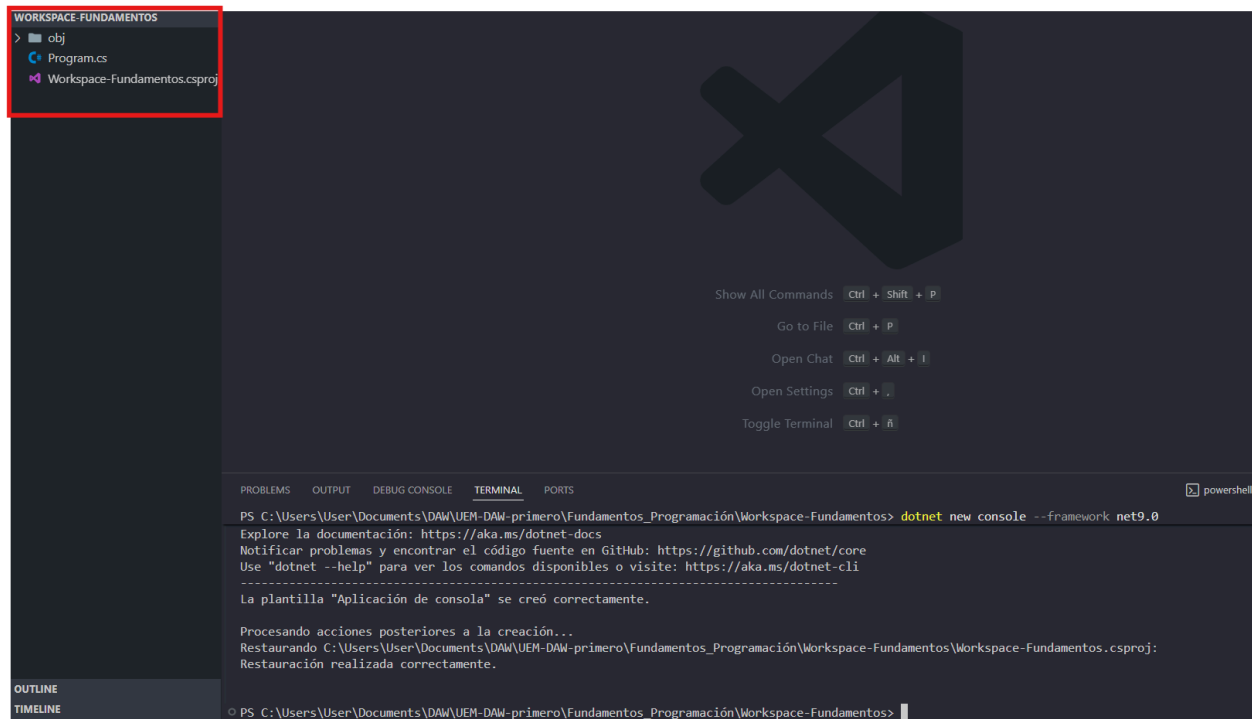 WORKSPACE-FUNDAMENTOS
obj
Program.cs
Workspace-Fundamentos.csproj
Show All Commands Ctrl + Shift + P
Go to File Ctrl + P
Open Chat Ctrl + Alt + I
Open Settings Ctrl + ,
Toggle Terminal Ctrl + ñ
PROBLEMS OUTPUT DEBUG CONSOLE TERMINAL PORTS powershell
PS C:\Users\User\Documents\DAW\UEM-DAW-primero\Fundamentos_Programación\Workspace-Fundamentos> dotnet new console --framework net9.0
Explore la documentación: https://aka.ms/dotnet-docs
Notificar problemas y encontrar el código fuente en GitHub: https://github.com/dotnet/core
Use "dotnet --help" para ver los comandos disponibles o visite: https://aka.ms/dotnet-cli
-------------------------------------------------------------------------------------
La plantilla "Aplicación de consola" se creó correctamente.
Procesando acciones posteriores a la creación...
Restaurando C:\Users\User\Documents\DAW\UEM-DAW-primero\Fundamentos_Programación\Workspace-Fundamentos\Workspace-Fundamentos.csproj:
Restauración realizada correctamente.
OUTLINE
TIMELINE
PS C:\Users\User\Documents\DAW\UEM-DAW-primero\Fundamentos_Programación\Workspace-Fundamentos>